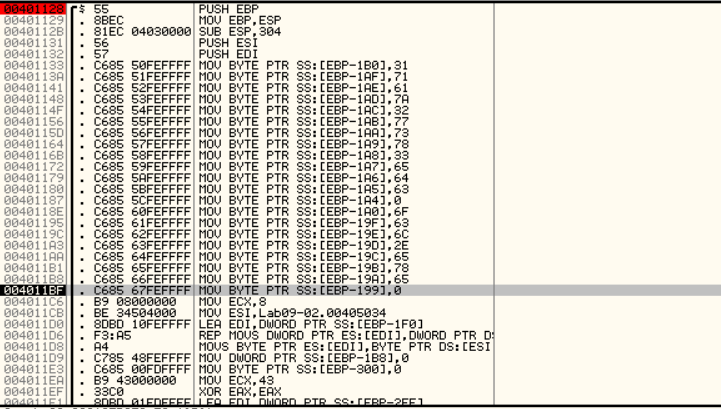 00401128 $ 55 PUSH EBP
00401129 . 8BEC MOV EBP,ESP
0040112B . 81EC 04030000 SUB ESP,304
00401131 . 56 PUSH ESI
00401132 . 57 PUSH EDI
00401133 . C685 50FEFFFF MOV BYTE PTR SS:[EBP-1B0],31
0040113A . C685 51FEFFFF MOV BYTE PTR SS:[EBP-1AF],71
00401141 . C685 52FEFFFF MOV BYTE PTR SS:[EBP-1AE],61
00401148 . C685 53FEFFFF MOV BYTE PTR SS:[EBP-1AD],7A
0040114F . C685 54FEFFFF MOV BYTE PTR SS:[EBP-1AC],32
00401156 . C685 55FEFFFF MOV BYTE PTR SS:[EBP-1AB],77
0040115D . C685 56FEFFFF MOV BYTE PTR SS:[EBP-1AA],73
00401164 . C685 57FEFFFF MOV BYTE PTR SS:[EBP-1A9],78
0040116B . C685 58FEFFFF MOV BYTE PTR SS:[EBP-1A8],33
00401172 . C685 59FEFFFF MOV BYTE PTR SS:[EBP-1A7],65
00401179 . C685 5AFEFFFF MOV BYTE PTR SS:[EBP-1A6],64
00401180 . C685 5BFEFFFF MOV BYTE PTR SS:[EBP-1A5],63
00401187 . C685 5CFEFFFF MOV BYTE PTR SS:[EBP-1A4],0
0040118E . C685 60FEFFFF MOV BYTE PTR SS:[EBP-1A0],6F
00401195 . C685 61FEFFFF MOV BYTE PTR SS:[EBP-19F],63
0040119C . C685 62FEFFFF MOV BYTE PTR SS:[EBP-19E],6C
004011A3 . C685 63FEFFFF MOV BYTE PTR SS:[EBP-19D],2E
004011AA . C685 64FEFFFF MOV BYTE PTR SS:[EBP-19C],65
004011B1 . C685 65FEFFFF MOV BYTE PTR SS:[EBP-19B],78
004011B8 . C685 66FEFFFF MOV BYTE PTR SS:[EBP-19A],65
004011BF . C685 67FEFFFF MOV BYTE PTR SS:[EBP-199],0
004011C6 . B9 08000000 MOV ECX,8
004011CB . BE 34504000 MOV ESI,Lab09-02.00405034
004011D0 . 8DBD 10FEFFFF LEA EDI,DWORD PTR SS:[EBP-1F0]
004011D6 . F3:A5 REP MOVS DWORD PTR ES:[EDI],DWORD PTR D
004011D8 . A4 MOVS BYTE PTR ES:[EDI],BYTE PTR DS:[ESI
004011D9 . C785 48FEFFFF MOV DWORD PTR SS:[EBP-1B8],0
004011E3 . C685 00FDFFFF MOV BYTE PTR SS:[EBP-300],0
004011EA . B9 43000000 MOV ECX,43
004011EF . 33C0 XOR EAX,EAX
004011F1 . 8DBD 01FDFFFF LEA EDI,DWORD PTR SS:[EBP-2FF]